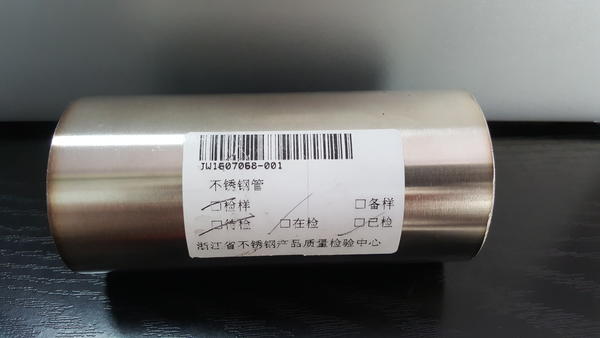 JW1607068-001
不锈钢管
□检样 □备样
□待检 □在检 □已检
浙江省不锈钢产品质量检验中心